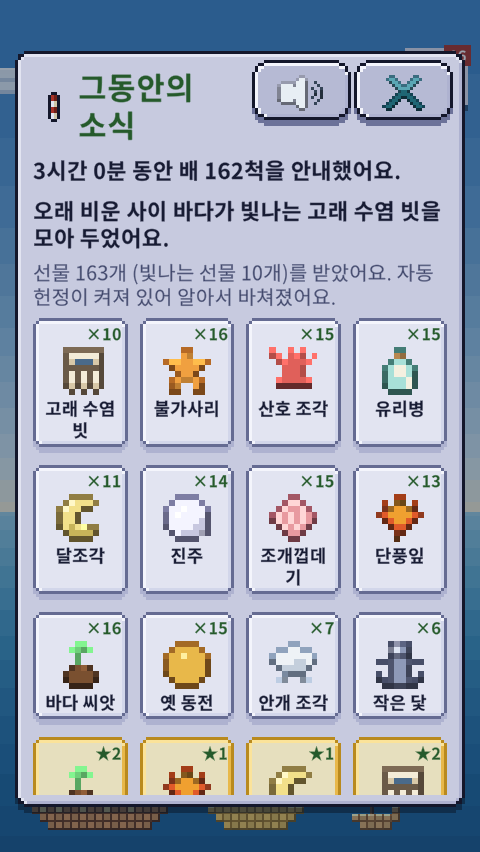 그동안의
소식
3시간 0분 동안 배 162척을 안내했어요.
오래 비운 사이 바다가 빛나는 고래 수염 빗을
모아 두었어요.
선물 163개 (빛나는 선물 10개)를 받았어요. 자동
헌정이 켜져 있어 알아서 바쳐졌어요.
×10 ×16 ×15 ×15
고래 수염
빗
불가사리
산호 조각
유리병
×11 ×14 ×15 ×13
달조각
진주
조개껍데
기
단풍잎
×16 ×15 ×7 ×6
바다 씨앗
옛 동전
안개 조각
작은 닻
★2 ★1 ★1 ★2